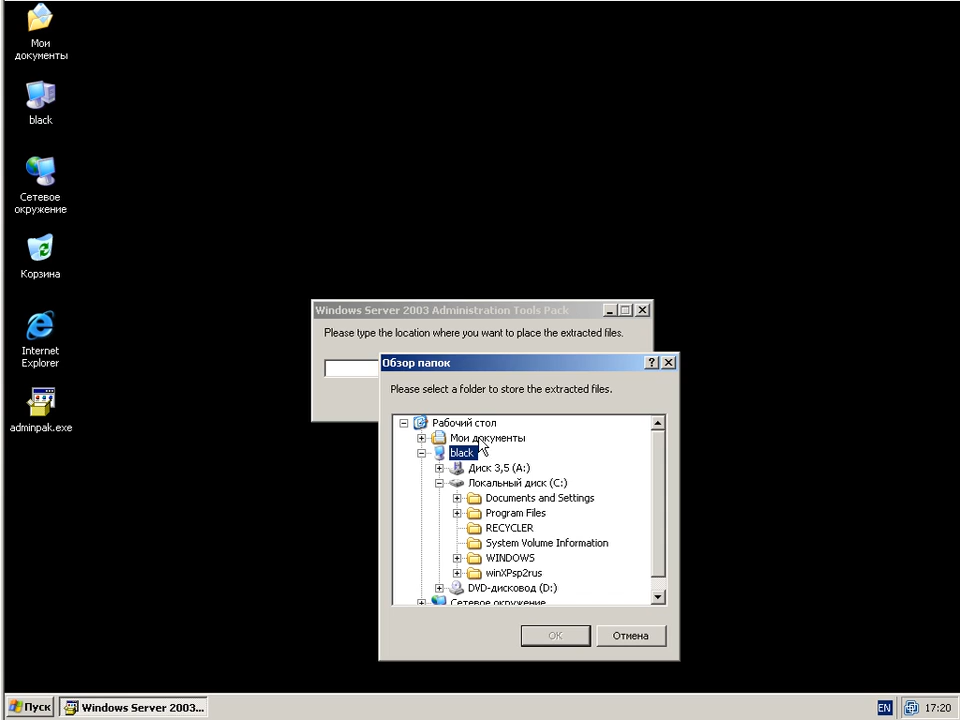 Мои
документы
black
Сетевое
окружение
Корзина
Internet
Explorer
adminpak.exe
Windows Server 2003 Administration Tools Pack
Please type the location where you want to place the extracted files.
Обзор папок
Please select a folder to store the extracted files.
Рабочий стол
Мои документы
black
Диск 3,5 (A:)
Локальный диск (C:)
Documents and Settings
Program Files
RECYCLER
System Volume Information
WINDOWS
winXPsp2rus
DVD-дисковод (D:)
Сетевое окружение
OK
Отмена
Пуск
Windows Server 2003...
EN
17:20